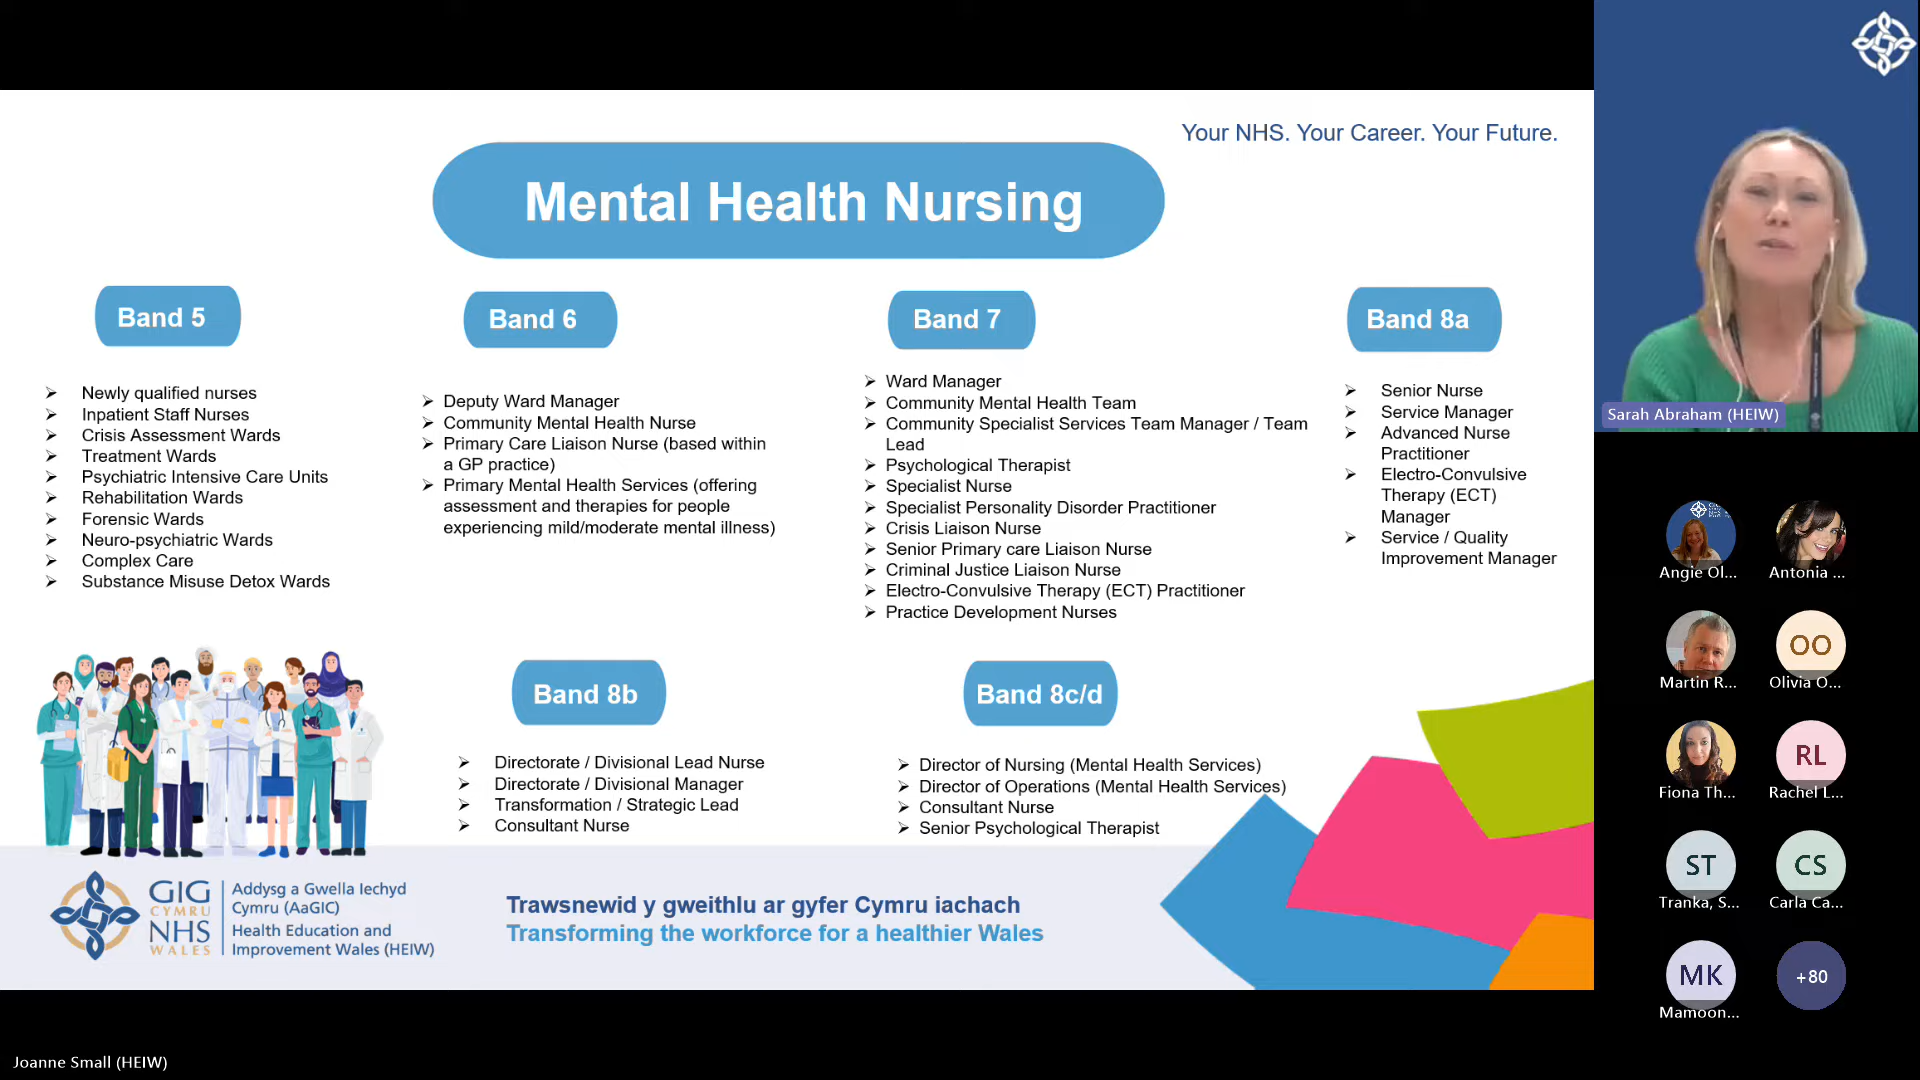 Your NHS. Your Career. Your Future.
Mental Health Nursing
Band 5
Newly qualified nurses
Inpatient Staff Nurses
Crisis Assessment Wards
Treatment Wards
Psychiatric Intensive Care Units
Rehabilitation Wards
Forensic Wards
Neuro-psychiatric Wards
Complex Care
Substance Misuse Detox Wards
Band 6
Deputy Ward Manager
Community Mental Health Nurse
Primary Care Liaison Nurse (based within
a GP practice)
Primary Mental Health Services (offering
assessment and therapies for people
experiencing mild/moderate mental illness)
Band 7
Ward Manager
Community Mental Health Team
Community Specialist Services Team Manager / Team
Lead
Psychological Therapist
Specialist Nurse
Specialist Personality Disorder Practitioner
Crisis Liaison Nurse
Senior Primary care Liaison Nurse
Criminal Justice Liaison Nurse
Electro-Convulsive Therapy (ECT) Practitioner
Practice Development Nurses
Band 8a
Senior Nurse
Service Manager
Advanced Nurse
Practitioner
Electro-Convulsive
Therapy (ECT)
Manager
Service / Quality
Improvement Manager
Band 8b
Directorate / Divisional Lead Nurse
Directorate / Divisional Manager
Transformation / Strategic Lead
Consultant Nurse
Band 8c/d
Director of Nursing (Mental Health Services)
Director of Operations (Mental Health Services)
Consultant Nurse
Senior Psychological Therapist
GIG
CYMRU
NHS
WALES
Addysg a Gwella Iechyd
Cymru (AaGIC)
Health Education and
Improvement Wales (HEIW)
Trawsnewid y gweithlu ar gyfer Cymru iachach
Transforming the workforce for a healthier Wales
Sarah Abraham (HEIW)
Angie Ol...
Antonia ...
Martin R...
OO
Olivia O...
Fiona Th...
RL
Rachel L...
ST
Tranka, S...
CS
Carla Ca...
MK
Mamoon...
+80
Joanne Small (HEIW)